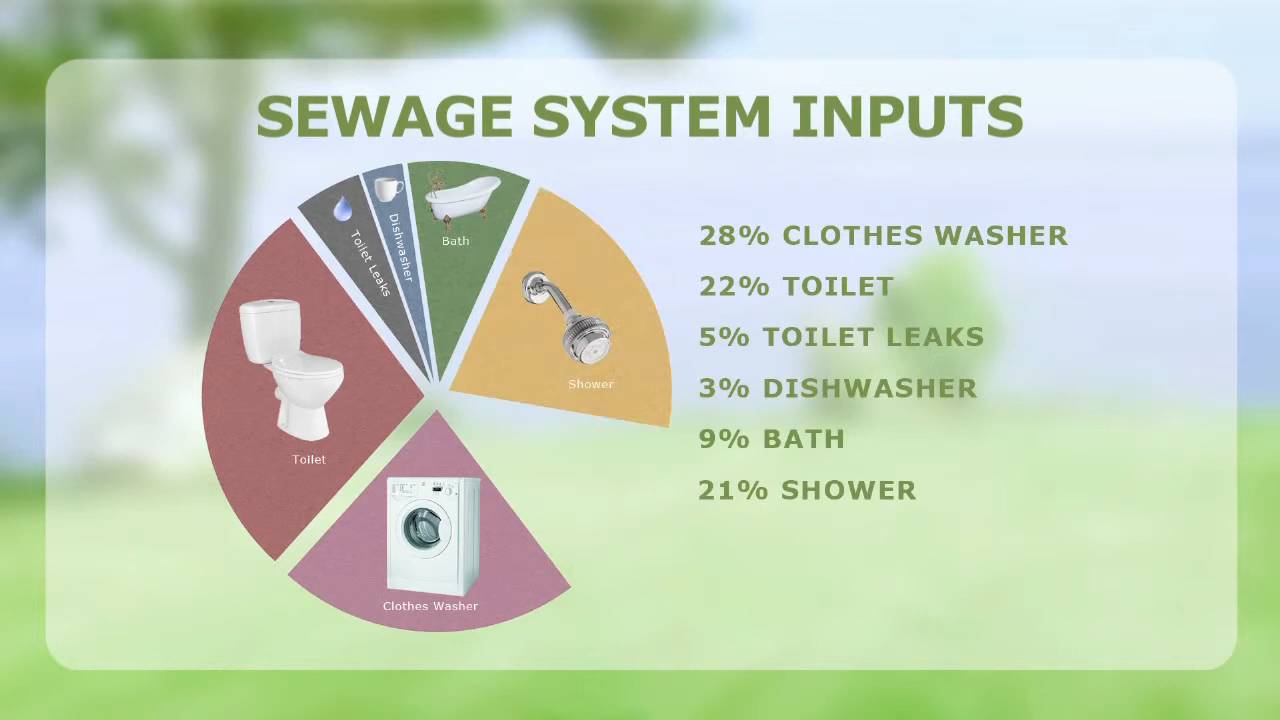 SEWAGE SYSTEM INPUTS
Toilet Leaks
Dishwasher
Bath
Shower
Toilet
Clothes Washer
28% CLOTHES WASHER
22% TOILET
5% TOILET LEAKS
3% DISHWASHER
9% BATH
21% SHOWER